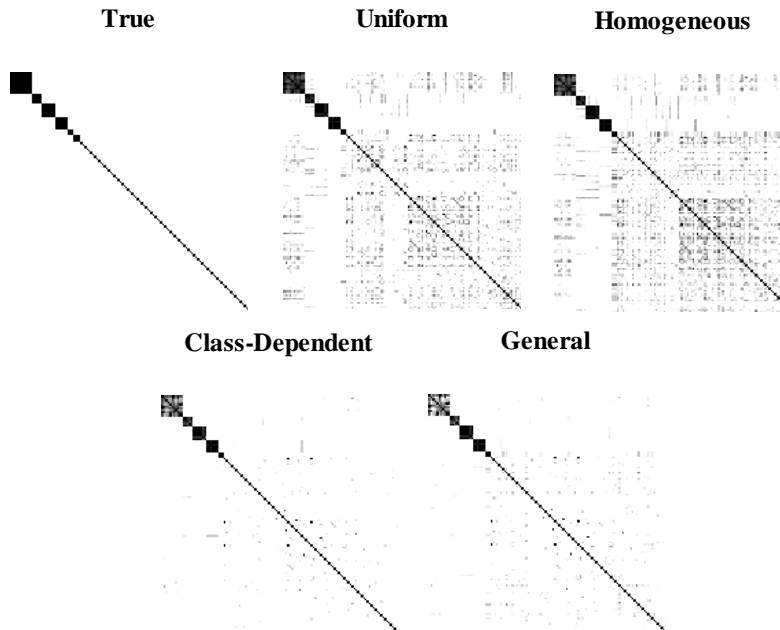 True
Uniform
Homogeneous
Class-Dependent
General